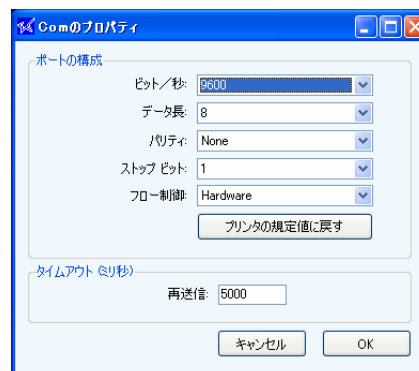 Comのプロパティ
ポートの構成
ビット/秒: 9600
データ長: 8
パリティ: None
ストップ ビット: 1
フロー制御: Hardware
プリンタの規定値に戻す
タイムアウト (ミリ秒)
再送信: 5000
キャンセル OK